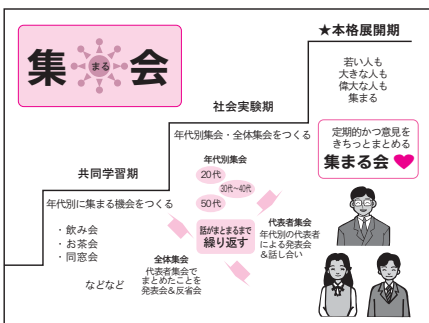 集まる会
★本格展開期
若い人も
大きな人も
偉大な人も
集まる
定期的かつ意見を
きちっとまとめる
集まる会
社会実験期
年代別集会・全体集会をつくる
年代別集会
20代
30代~40代
50代
話がまとまるまで
繰り返す
代表者集会
年代別の代表者
による発表会
&話し合い
全体集会
代表者集会で
まとめたことを
発表会&反省会
共同学習期
年代別に集まる機会をつくる
・飲み会
・お茶会
・同窓会
などなど